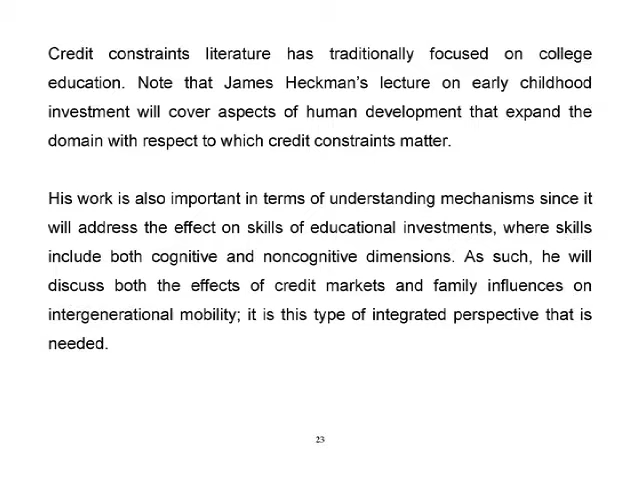 Credit constraints literature has traditionally focused on college
education. Note that James Heckman's lecture on early childhood
investment will cover aspects of human development that expand the
domain with respect to which credit constraints matter.
His work is also important in terms of understanding mechanisms since it
will address the effect on skills of educational investments, where skills
include both cognitive and noncognitive dimensions. As such, he will
discuss both the effects of credit markets and family influences on
intergenerational mobility; it is this type of integrated perspective that is
needed.
23